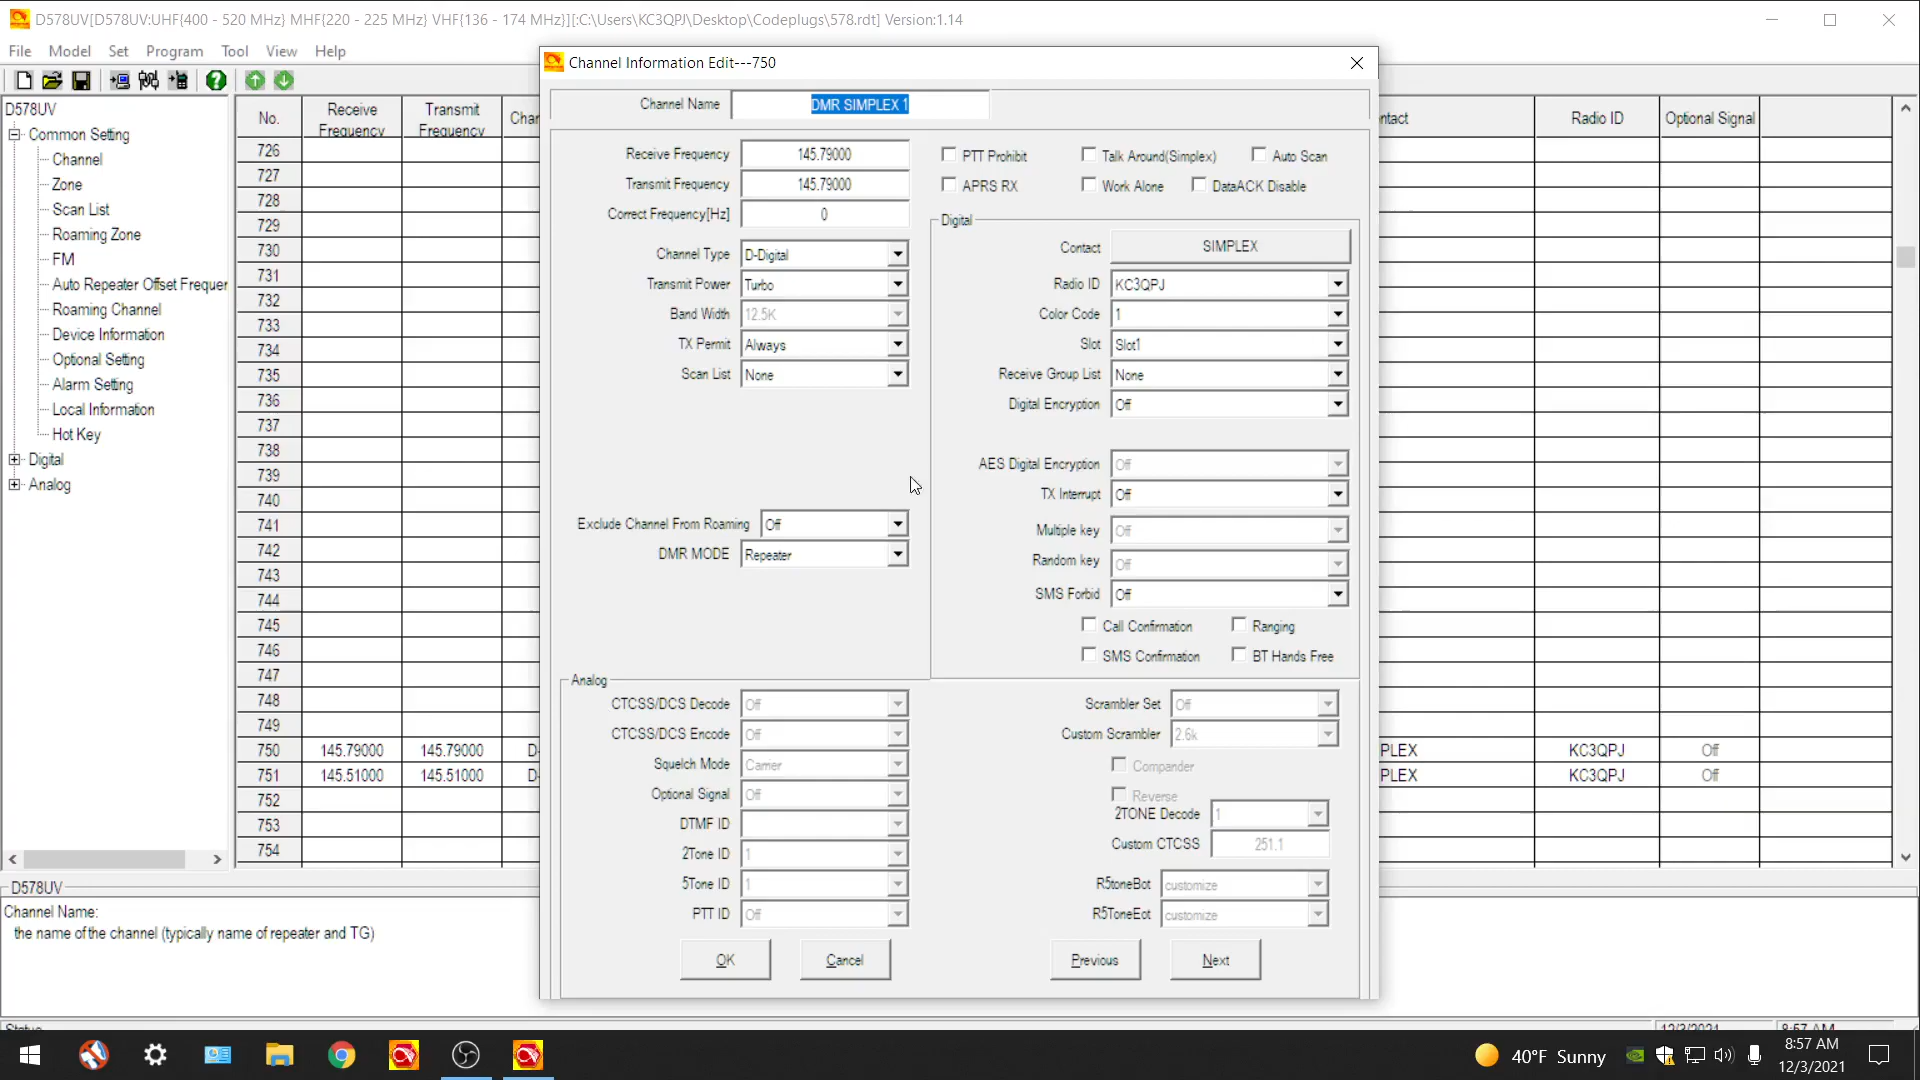 D578UV[D578UV:UHF{400 - 520 MHz} MHF{220 - 225 MHz} VHF{136 - 174 MHz}][:C:\Users\KC3QPJ\Desktop\Codeplugs\578.rdt] Version:1.14
File Model Set Program Tool View Help
D578UV
Common Setting
Channel
Zone
Scan List
Roaming Zone
FM
Auto Repeater Offset Frequer
Roaming Channel
Device Information
Optional Setting
Alarm Setting
Local Information
Hot Key
Digital
Analog
No. Receive Frequency Transmit Frequency Chan ntact Radio ID Optional Signal
726
727
728
729
730
731
732
733
734
735
736
737
738
739
740
741
742
743
744
745
746
747
748
749
750 145.79000 145.79000 D- PLEX KC3QPJ Off
751 145.51000 145.51000 D- PLEX KC3QPJ Off
752
753
754
Channel Information Edit---750
Channel Name DMR SIMPLEX 1
Receive Frequency 145.79000
Transmit Frequency 145.79000
Correct Frequency[Hz] 0
Channel Type D-Digital
Transmit Power Turbo
Band Width 12.5K
TX Permit Always
Scan List None
Exclude Channel From Roaming Off
DMR MODE Repeater
PTT Prohibit Talk Around(Simplex) Auto Scan
APRS RX Work Alone DataACK Disable
Digital
Contact SIMPLEX
Radio ID KC3QPJ
Color Code 1
Slot Slot1
Receive Group List None
Digital Encryption Off
AES Digital Encryption Off
TX Interrupt Off
Multiple key Off
Random key Off
SMS Forbid Off
Call Confirmation Ranging
SMS Confirmation BT Hands Free
Analog
CTCSS/DCS Decode Off
CTCSS/DCS Encode Off
Squelch Mode Carrier
Optional Signal Off
DTMF ID
2Tone ID 1
5Tone ID 1
PTT ID Off
Scrambler Set Off
Custom Scrambler 2.6k
Compander
Reverse
2TONE Decode 1
Custom CTCSS 251.1
R5toneBot customize
R5ToneEot customize
OK Cancel Previous Next
D578UV
Channel Name:
the name of the channel (typically name of repeater and TG)
Status 12/3/2021 8:57 AM
40°F Sunny
8:57 AM
12/3/2021